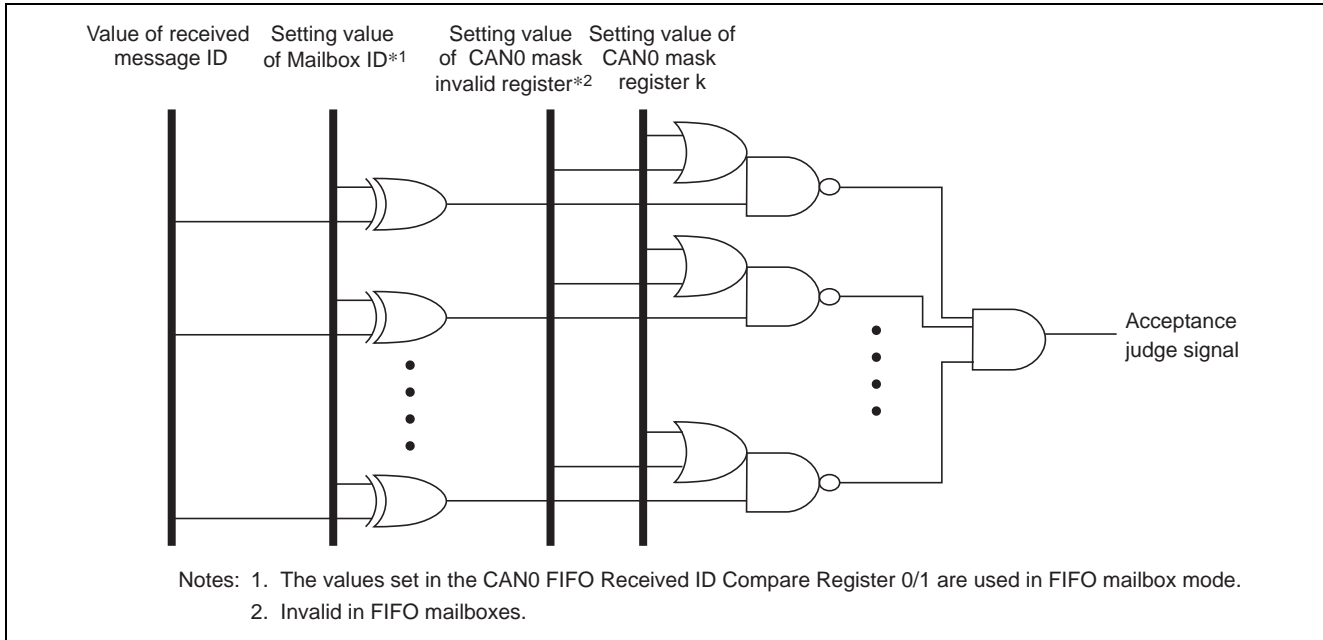 Value of received
message ID
Setting value
of Mailbox ID*1
Setting value
of CAN0 mask
invalid register*2
Setting value of
CAN0 mask
register k
Acceptance
judge signal
Notes: 1. The values set in the CAN0 FIFO Received ID Compare Register 0/1 are used in FIFO mailbox mode.
2. Invalid in FIFO mailboxes.